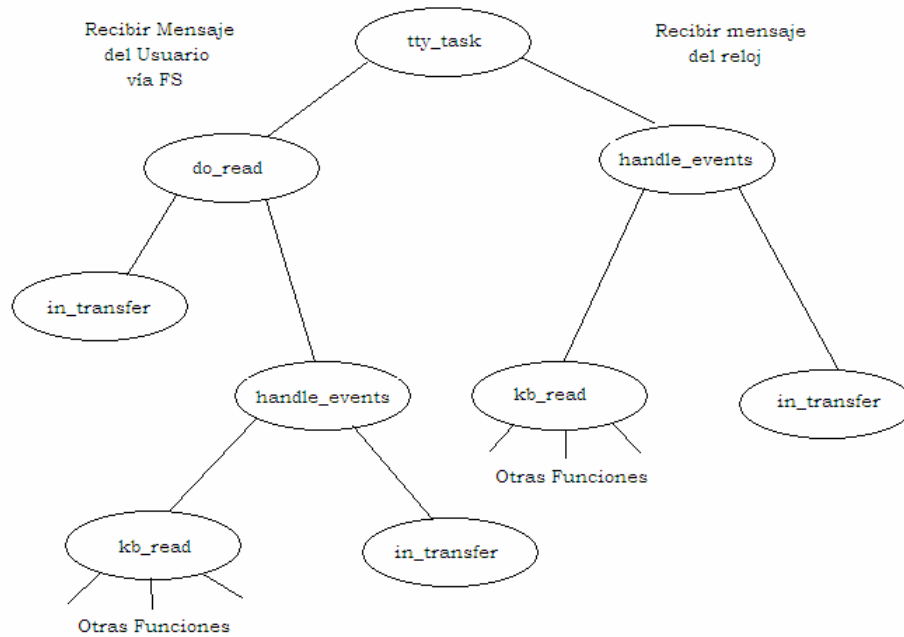 Recibir Mensaje
del Usuario
vía FS
tty_task
Recibir mensaje
del reloj
do_read
handle_events
in_transfer
handle_events
kb_read
in_transfer
Otras Funciones
kb_read
in_transfer
Otras Funciones